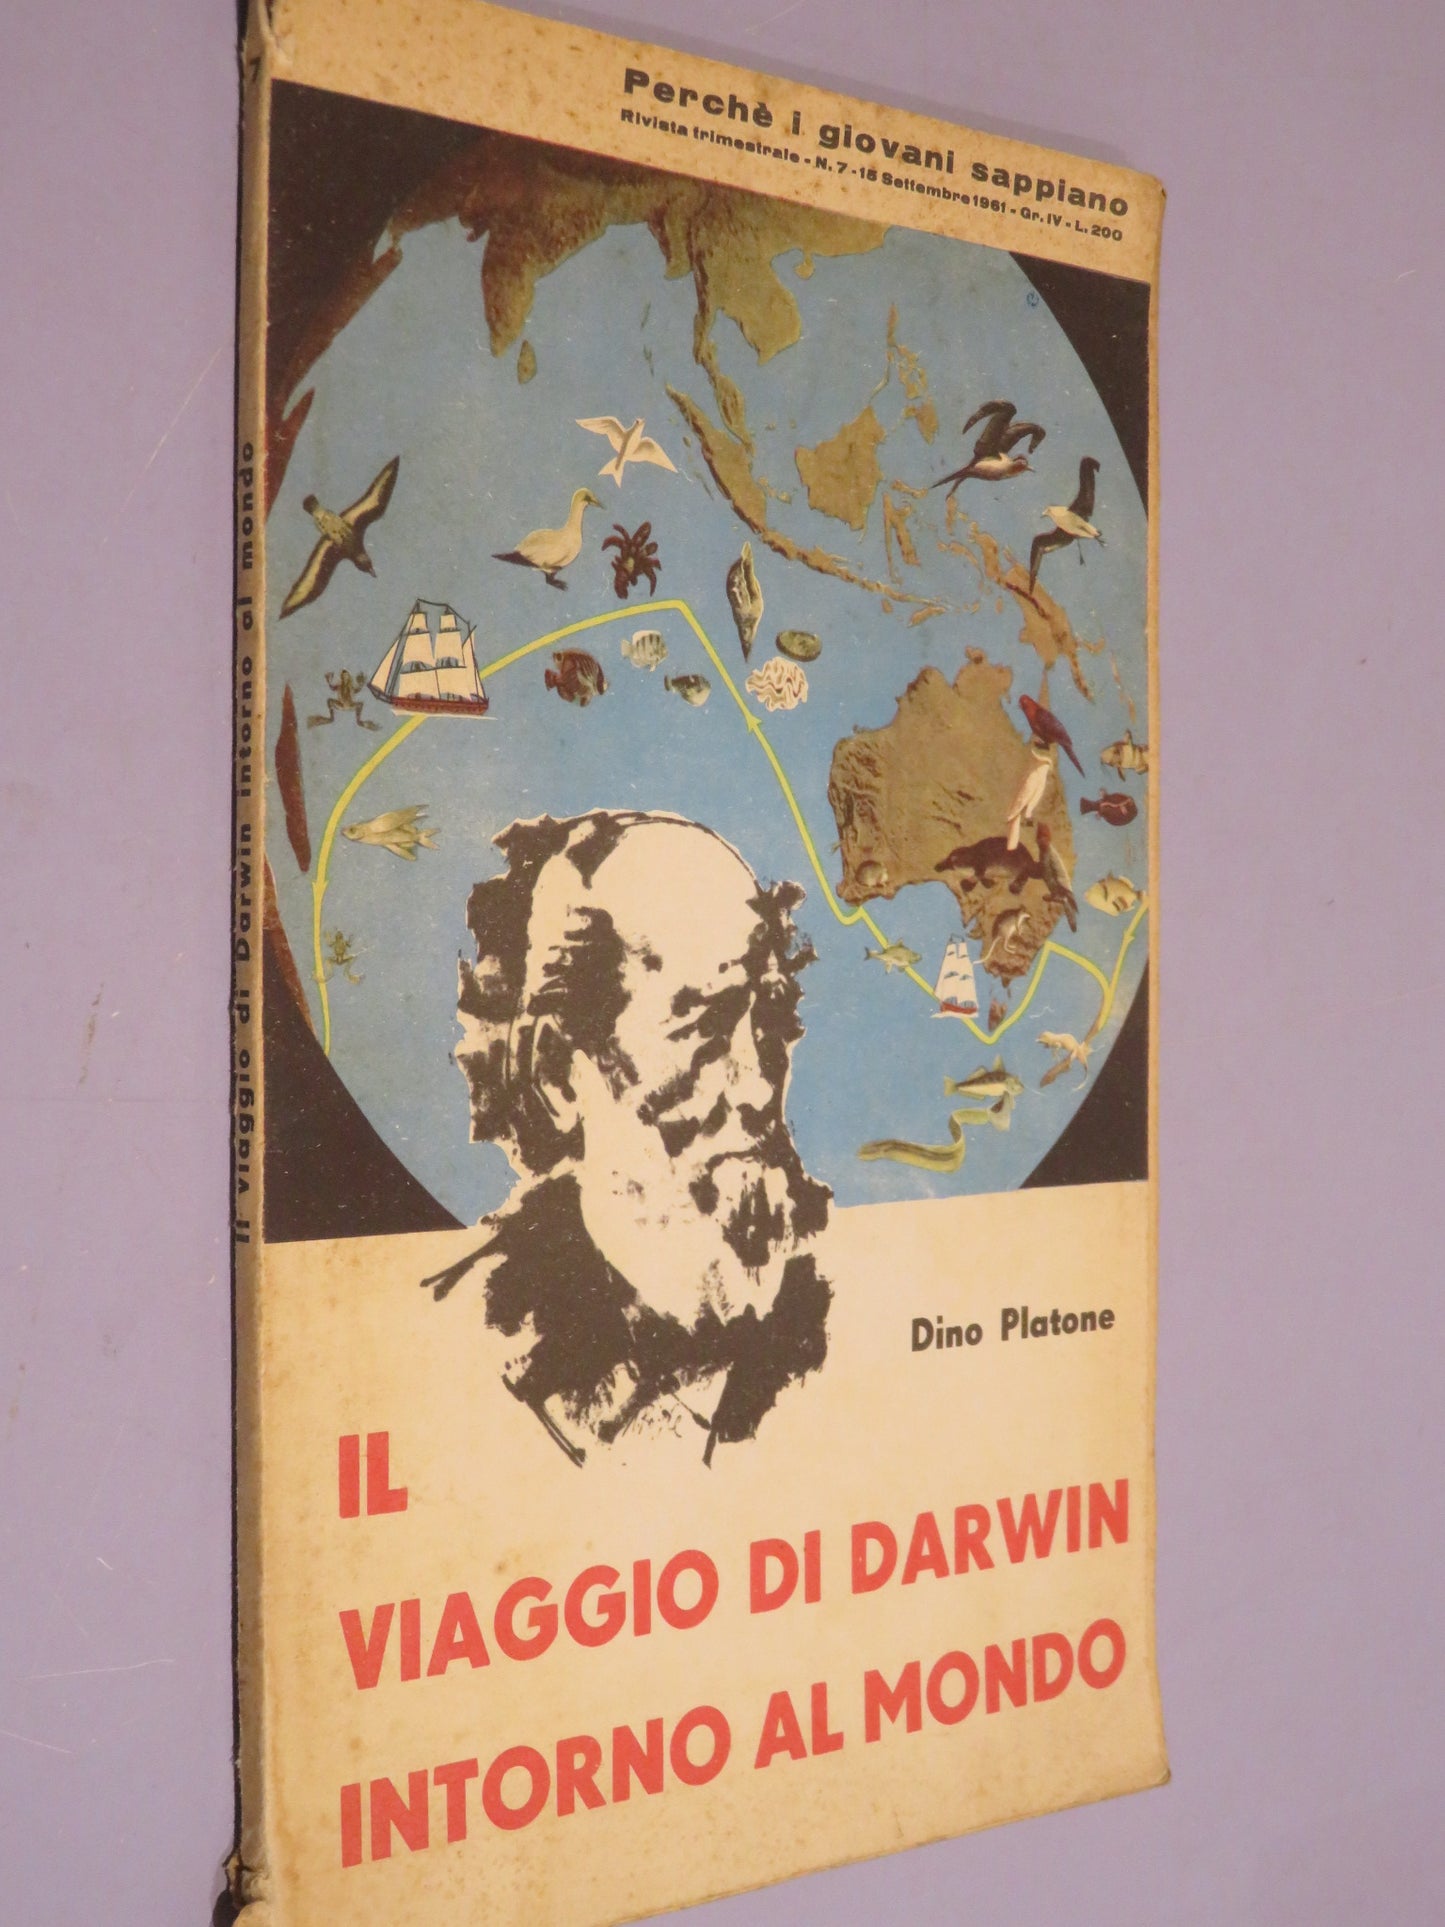 Perchè i giovani sappiano
Rivista trimestrale - N. 7 - 15 Settembre 1961 - Gr. IV - L. 200
Dino Platone
IL
VIAGGIO DI DARWIN
INTORNO AL MONDO
7
Il viaggio di Darwin intorno al mondo